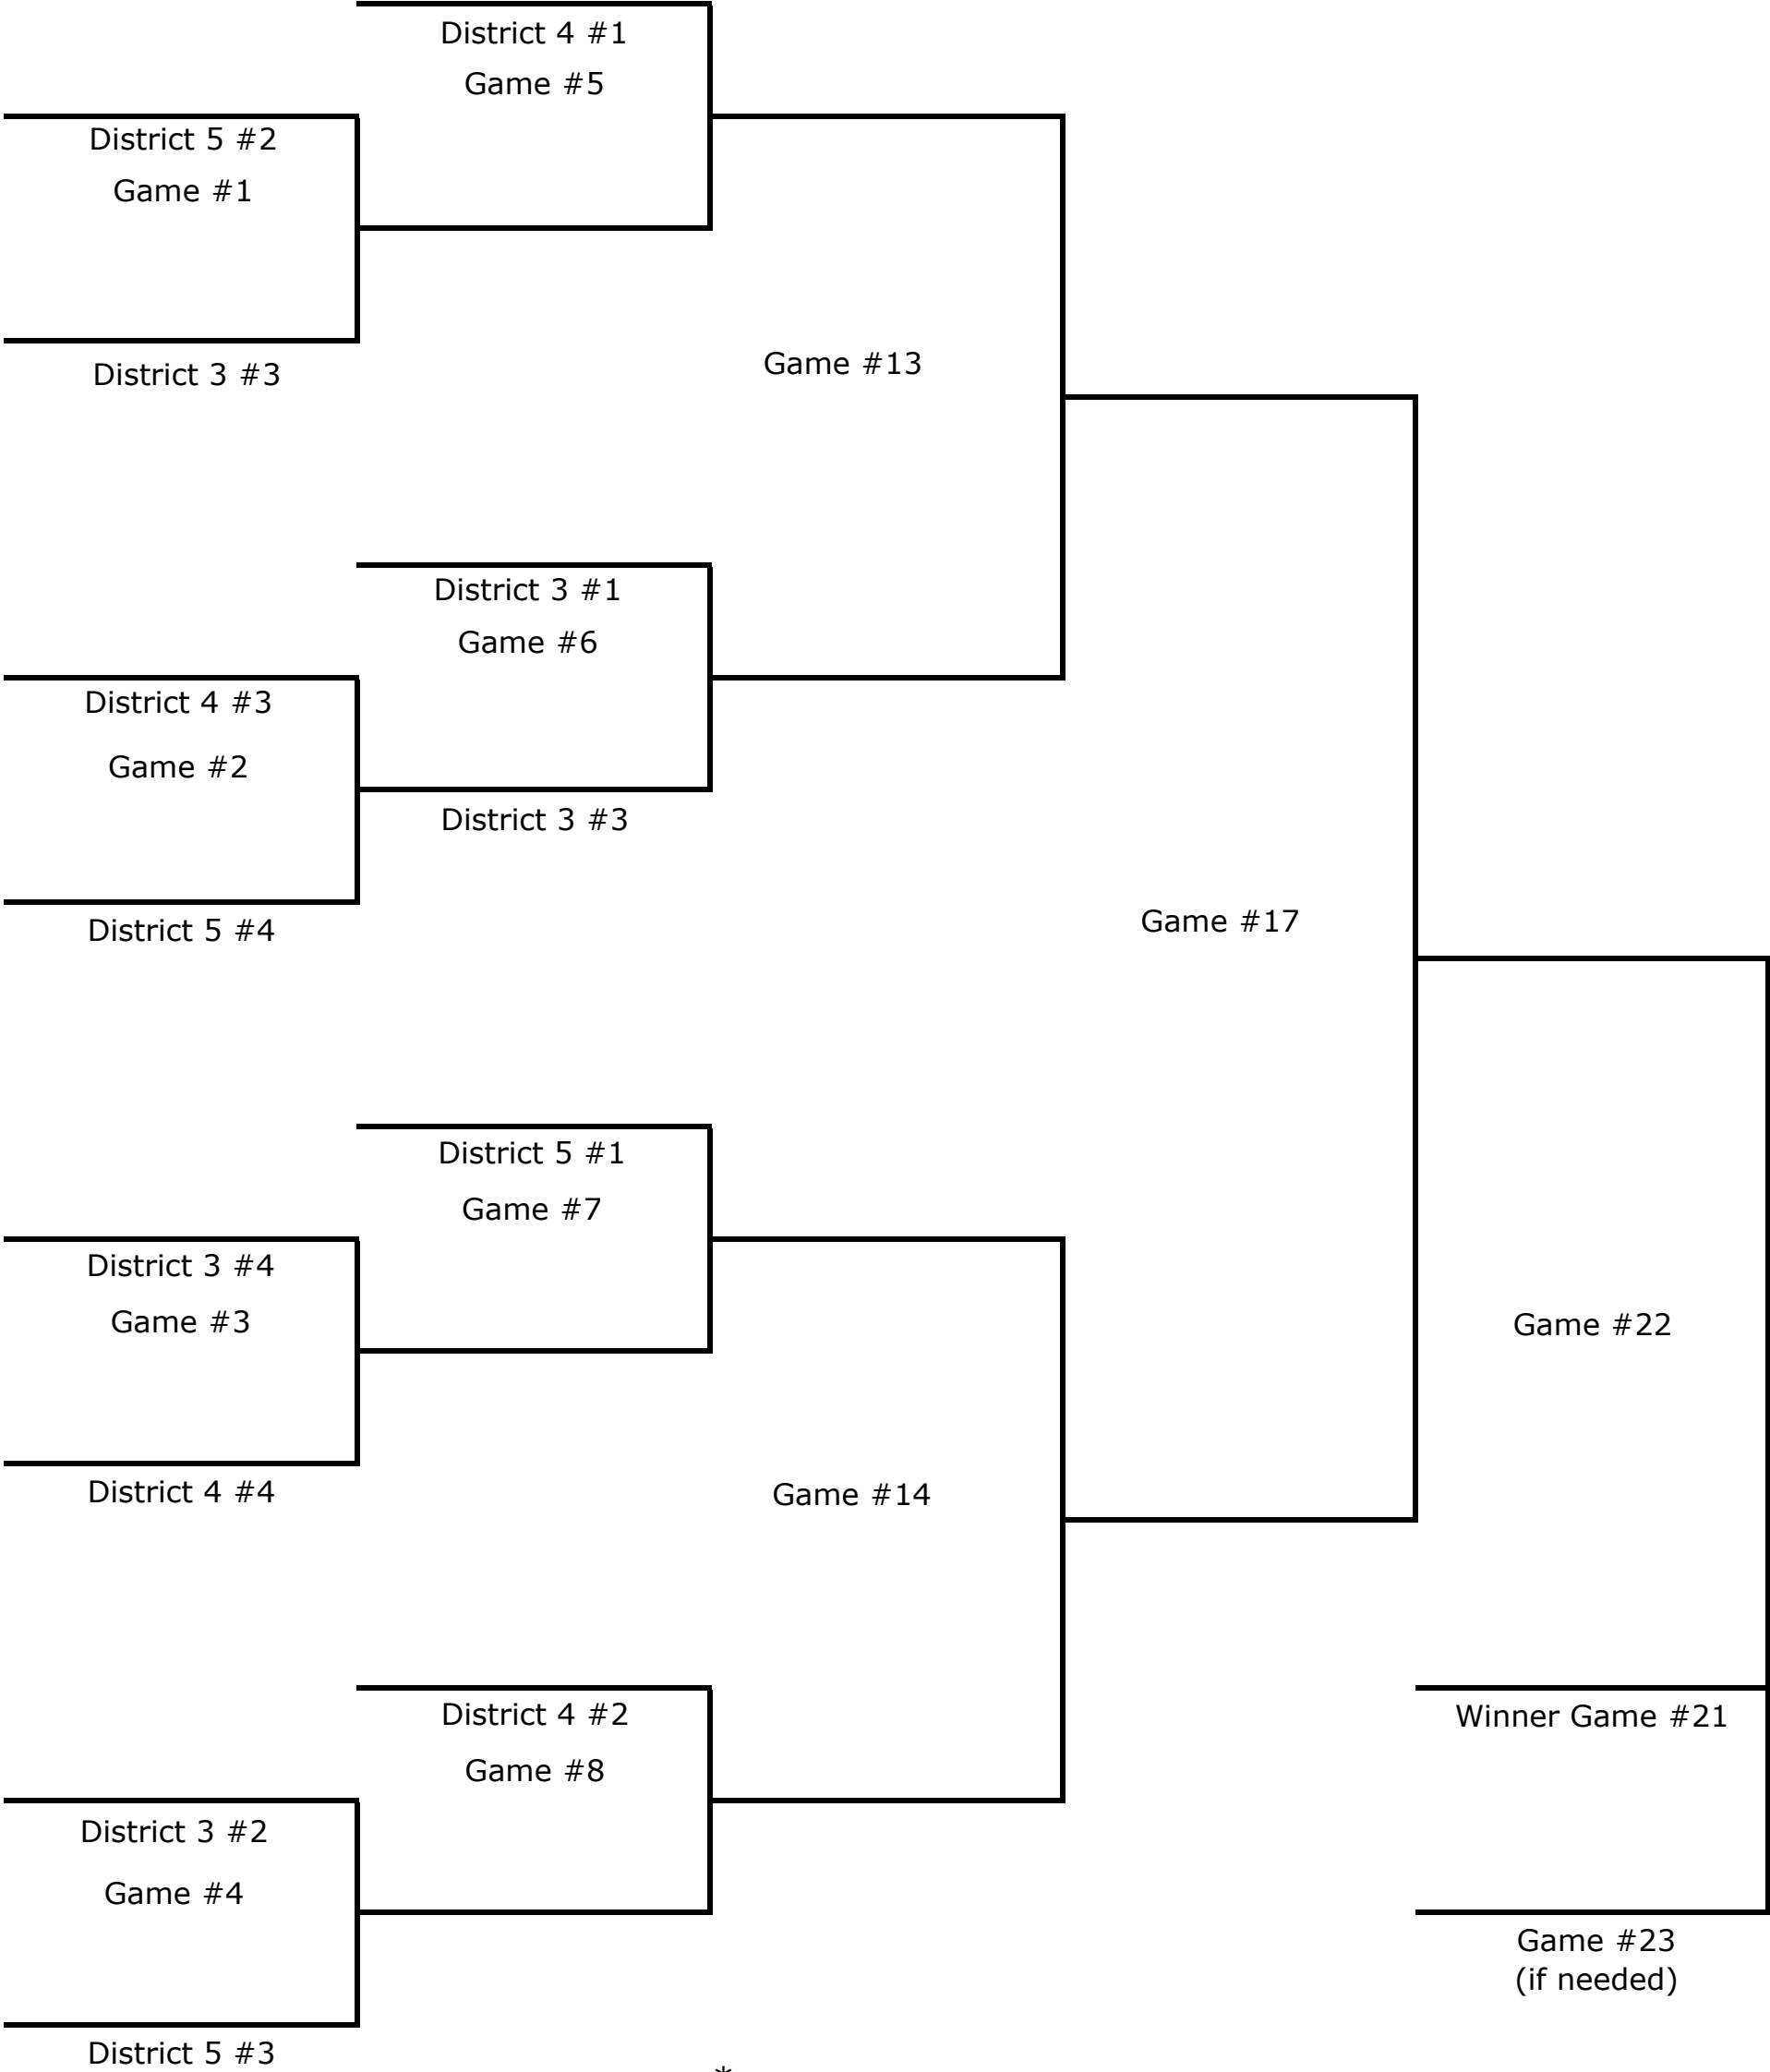 District 4 #1
Game #5
District 5 #2
Game #1
District 3 #3
Game #13
District 3 #1
Game #6
District 4 #3
Game #2
District 3 #3
District 5 #4
Game #17
District 5 #1
Game #7
District 3 #4
Game #3
Game #22
District 4 #4
Game #14
District 4 #2
Winner Game #21
Game #8
District 3 #2
Game #4
Game #23
(if needed)
District 5 #3
*